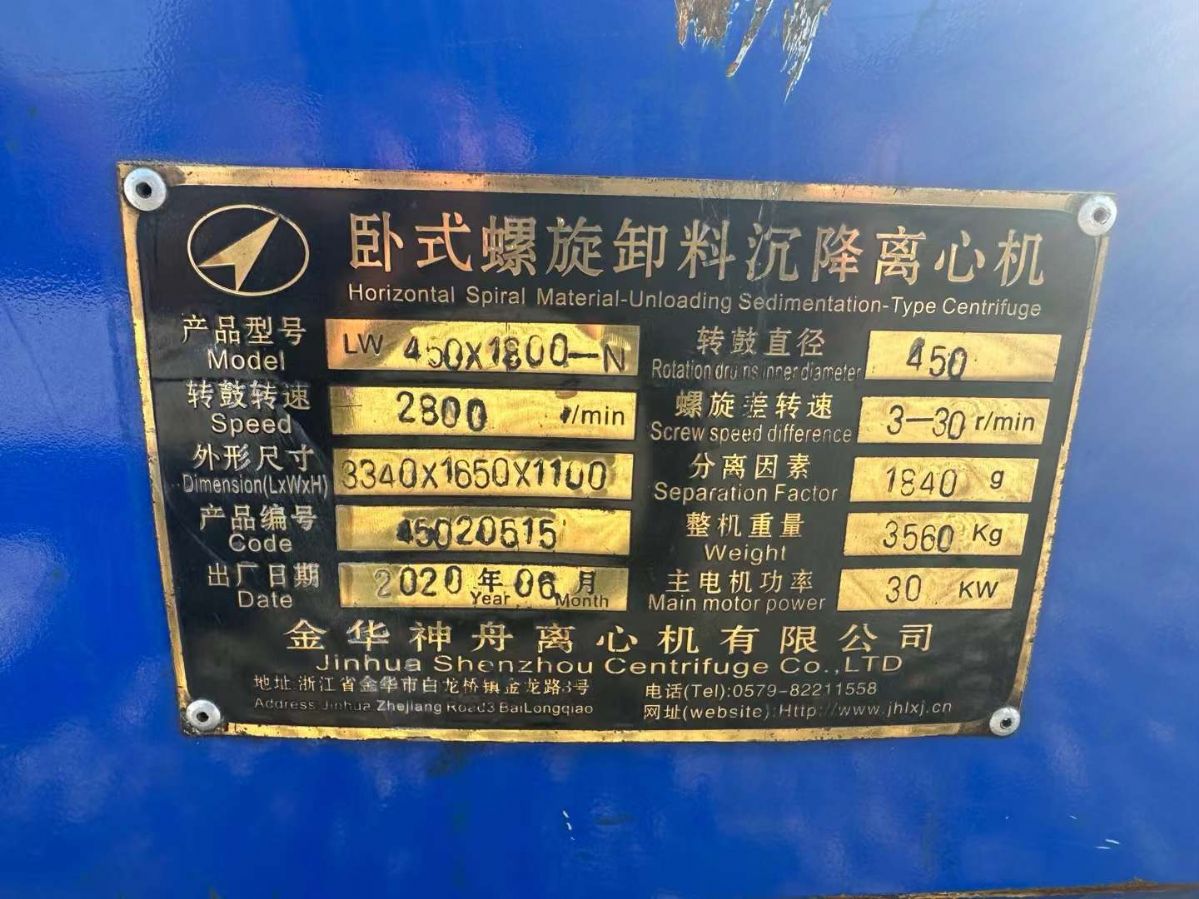 卧式螺旋卸料沉降离心机
Horizontal Spiral Material-Unloading Sedimentation-Type Centrifuge
产品型号 LW 450X1800-N 转鼓直径 450
Model Rotation drums inner diameter
转鼓转速 2800 r/min 螺旋差转速 3-30 r/min
Speed Screw speed difference
外形尺寸 3340X1650X1100 分离因素 1840 g
Dimension(LxWxH) Separation Factor
产品编号 45020615 整机重量 3560 Kg
Code Weight
出厂日期 2020 年 06 月 主电机功率 30 KW
Date Year Month Main motor power
金华神舟离心机有限公司
Jinhua Shenzhou Centrifuge Co.,LTD
地址:浙江省金华市白龙桥镇金龙路3号 电话(Tel):0579-82211558
Address Jinhua Zhejiang Road3 BaiLongqiao 网址(website):Http://www.jhlxj.cn